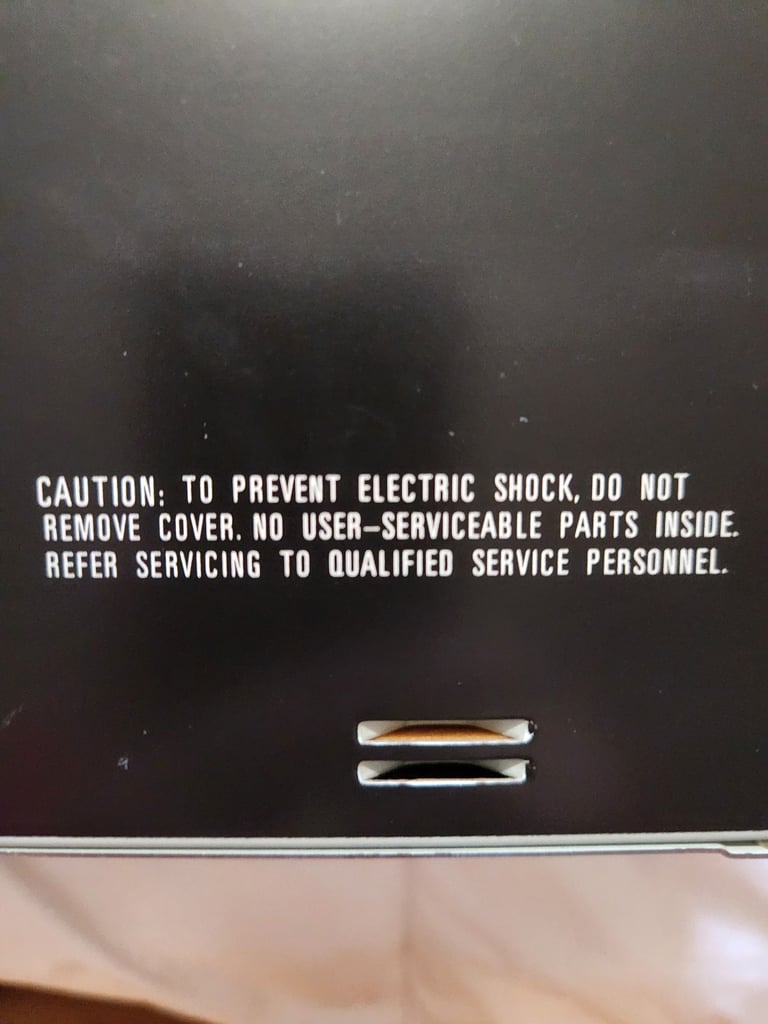 CAUTION: TO PREVENT ELECTRIC SHOCK, DO NOT
REMOVE COVER. NO USER-SERVICEABLE PARTS INSIDE.
REFER SERVICING TO QUALIFIED SERVICE PERSONNEL.